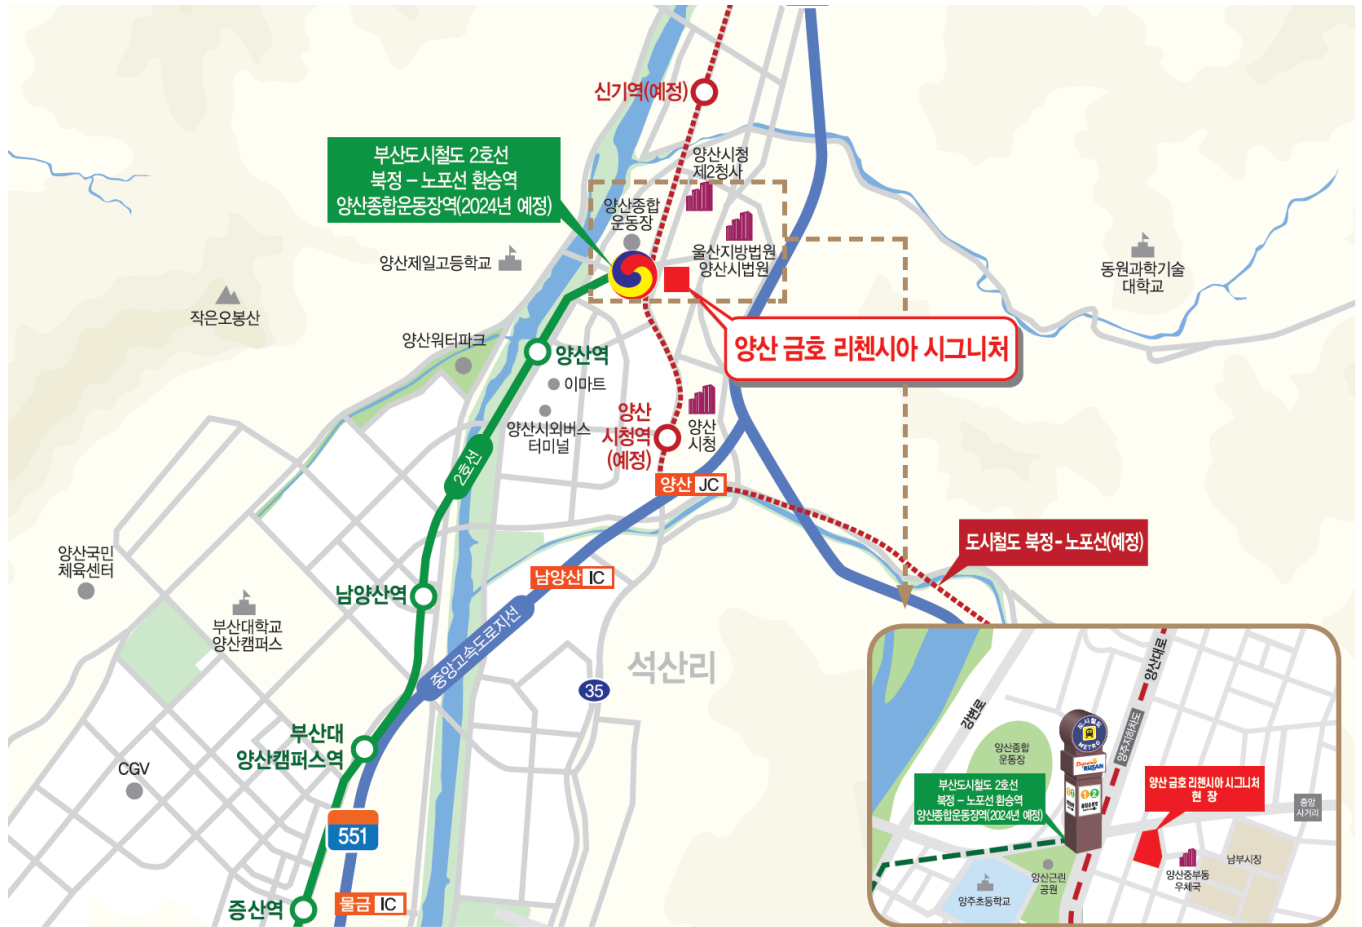 신기역(예정)
부산도시철도 2호선
북정 - 노포선 환승역
양산종합운동장역(2024년 예정)
양산시청
제2청사
양산종합
운동장
울산지방법원
양산시법원
양산제일고등학교
동원과학기술
대학교
작은오봉산
양산워터파크
양산역
양산 금호 리첸시아 시그니처
이마트
양산시외버스
터미널
양산
시청역
(예정)
양산
시청
2호선
양산 JC
도시철도 북정-노포선(예정)
양산국민
체육센터
남양산 IC
남양산역
부산대학교
양산캠퍼스
중앙고속도로지선
석산리
35
부산대
양산캠퍼스역
CGV
551
증산역
물금 IC
강변로
양산대로
양주지하차도
도시철도
METRO
Dynamic
BUSAN
1 2
양산종합
운동장
부산도시철도 2호선
북정 - 노포선 환승역
양산종합운동장역(2024년 예정)
양산 금호 리첸시아 시그니처
현 장
중앙
사거리
남부시장
양산중부동
우체국
양산근린
공원
양주초등학교